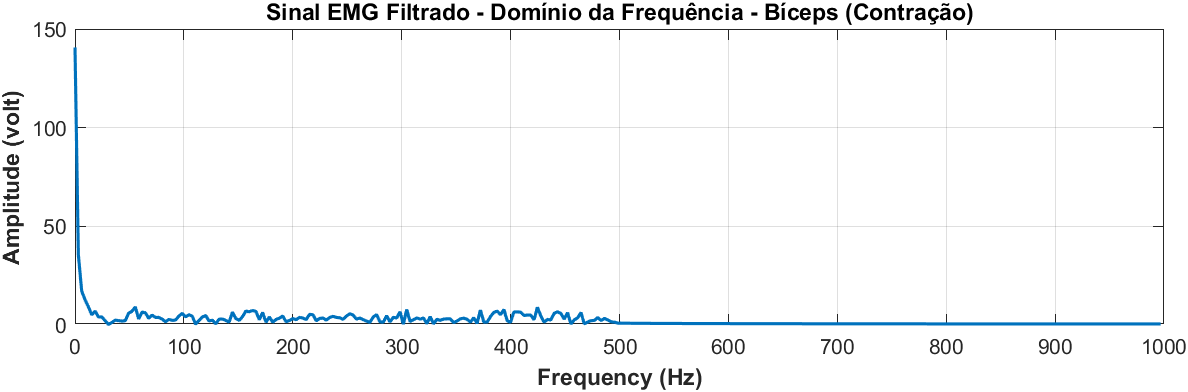 Sinal EMG Filtrado - Domínio da Frequência - Bíceps (Contração)
Amplitude (volt)
150
100
50
0
0 100 200 300 400 500 600 700 800 900 1000
Frequency (Hz)